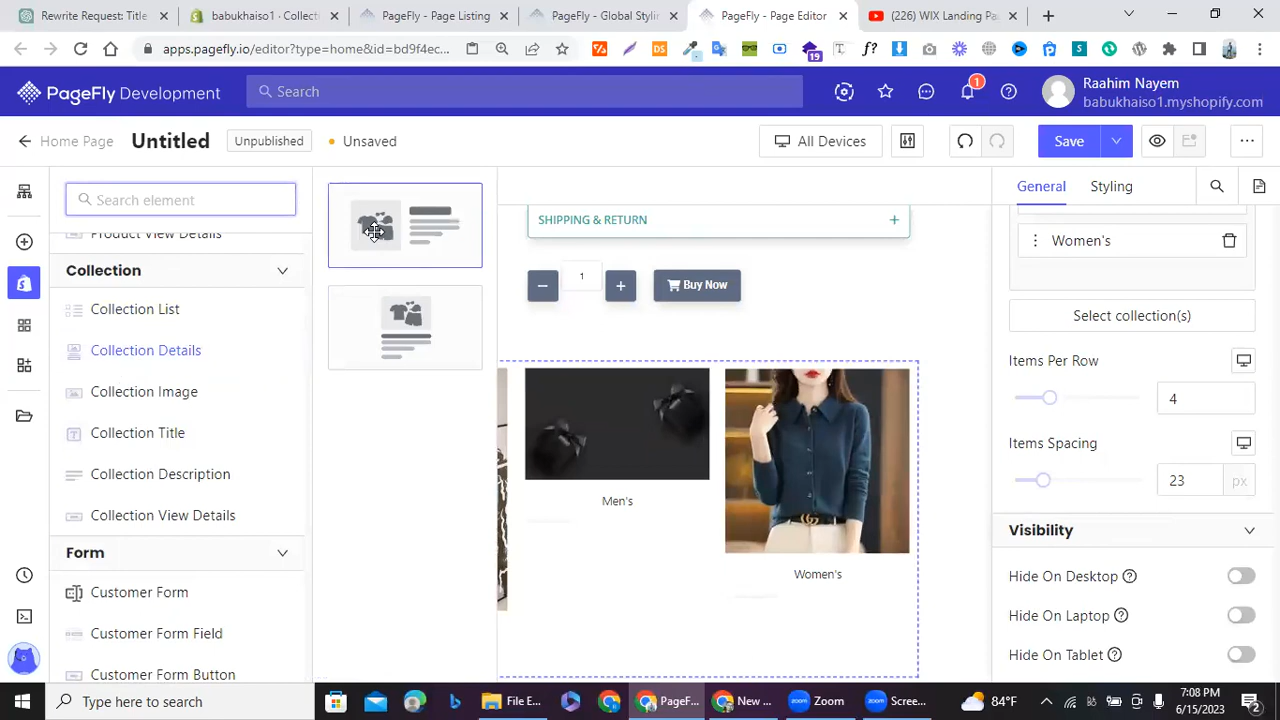 Rewrite Request: Title
babukhaiso1 · Collecti
PageFly - Page Listing
PageFly - Global Stylin
PageFly - Page Editor
(226) WIX Landing Pa
apps.pagefly.io/editor?type=home&id=bd9f4ec...
19
PageFly Development
Search
1
Raahim Nayem
babukhaiso1.myshopify.com
Home Page
Untitled
Unpublished
Unsaved
All Devices
Save
Search element
General
Styling
Product View Details
Collection
Collection List
Collection Details
Collection Image
Collection Title
Collection Description
Collection View Details
Form
Customer Form
Customer Form Field
Customer Form Button
SHIPPING & RETURN
1
Buy Now
Men's
Women's
Women's
Select collection(s)
Items Per Row
4
Items Spacing
23 px
Visibility
Hide On Desktop
Hide On Laptop
Hide On Tablet
Type here to search
File E...
PageF...
New ...
Zoom
Scree...
84°F
7:08 PM
6/15/2023
2